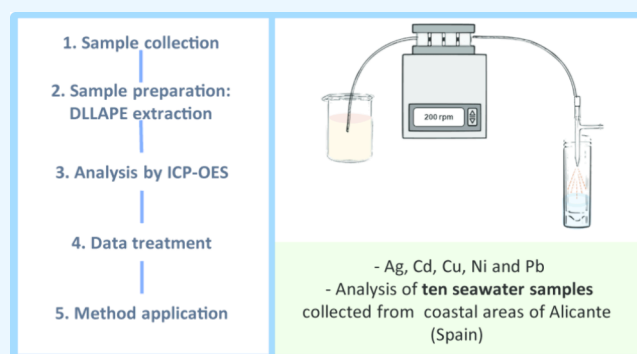 1. Sample collection
2. Sample preparation:
DLLAPE extraction
3. Analysis by ICP-OES
4. Data treatment
5. Method application
200 rpm
- Ag, Cd, Cu, Ni and Pb
- Analysis of ten seawater samples
collected from coastal areas of Alicante
(Spain)